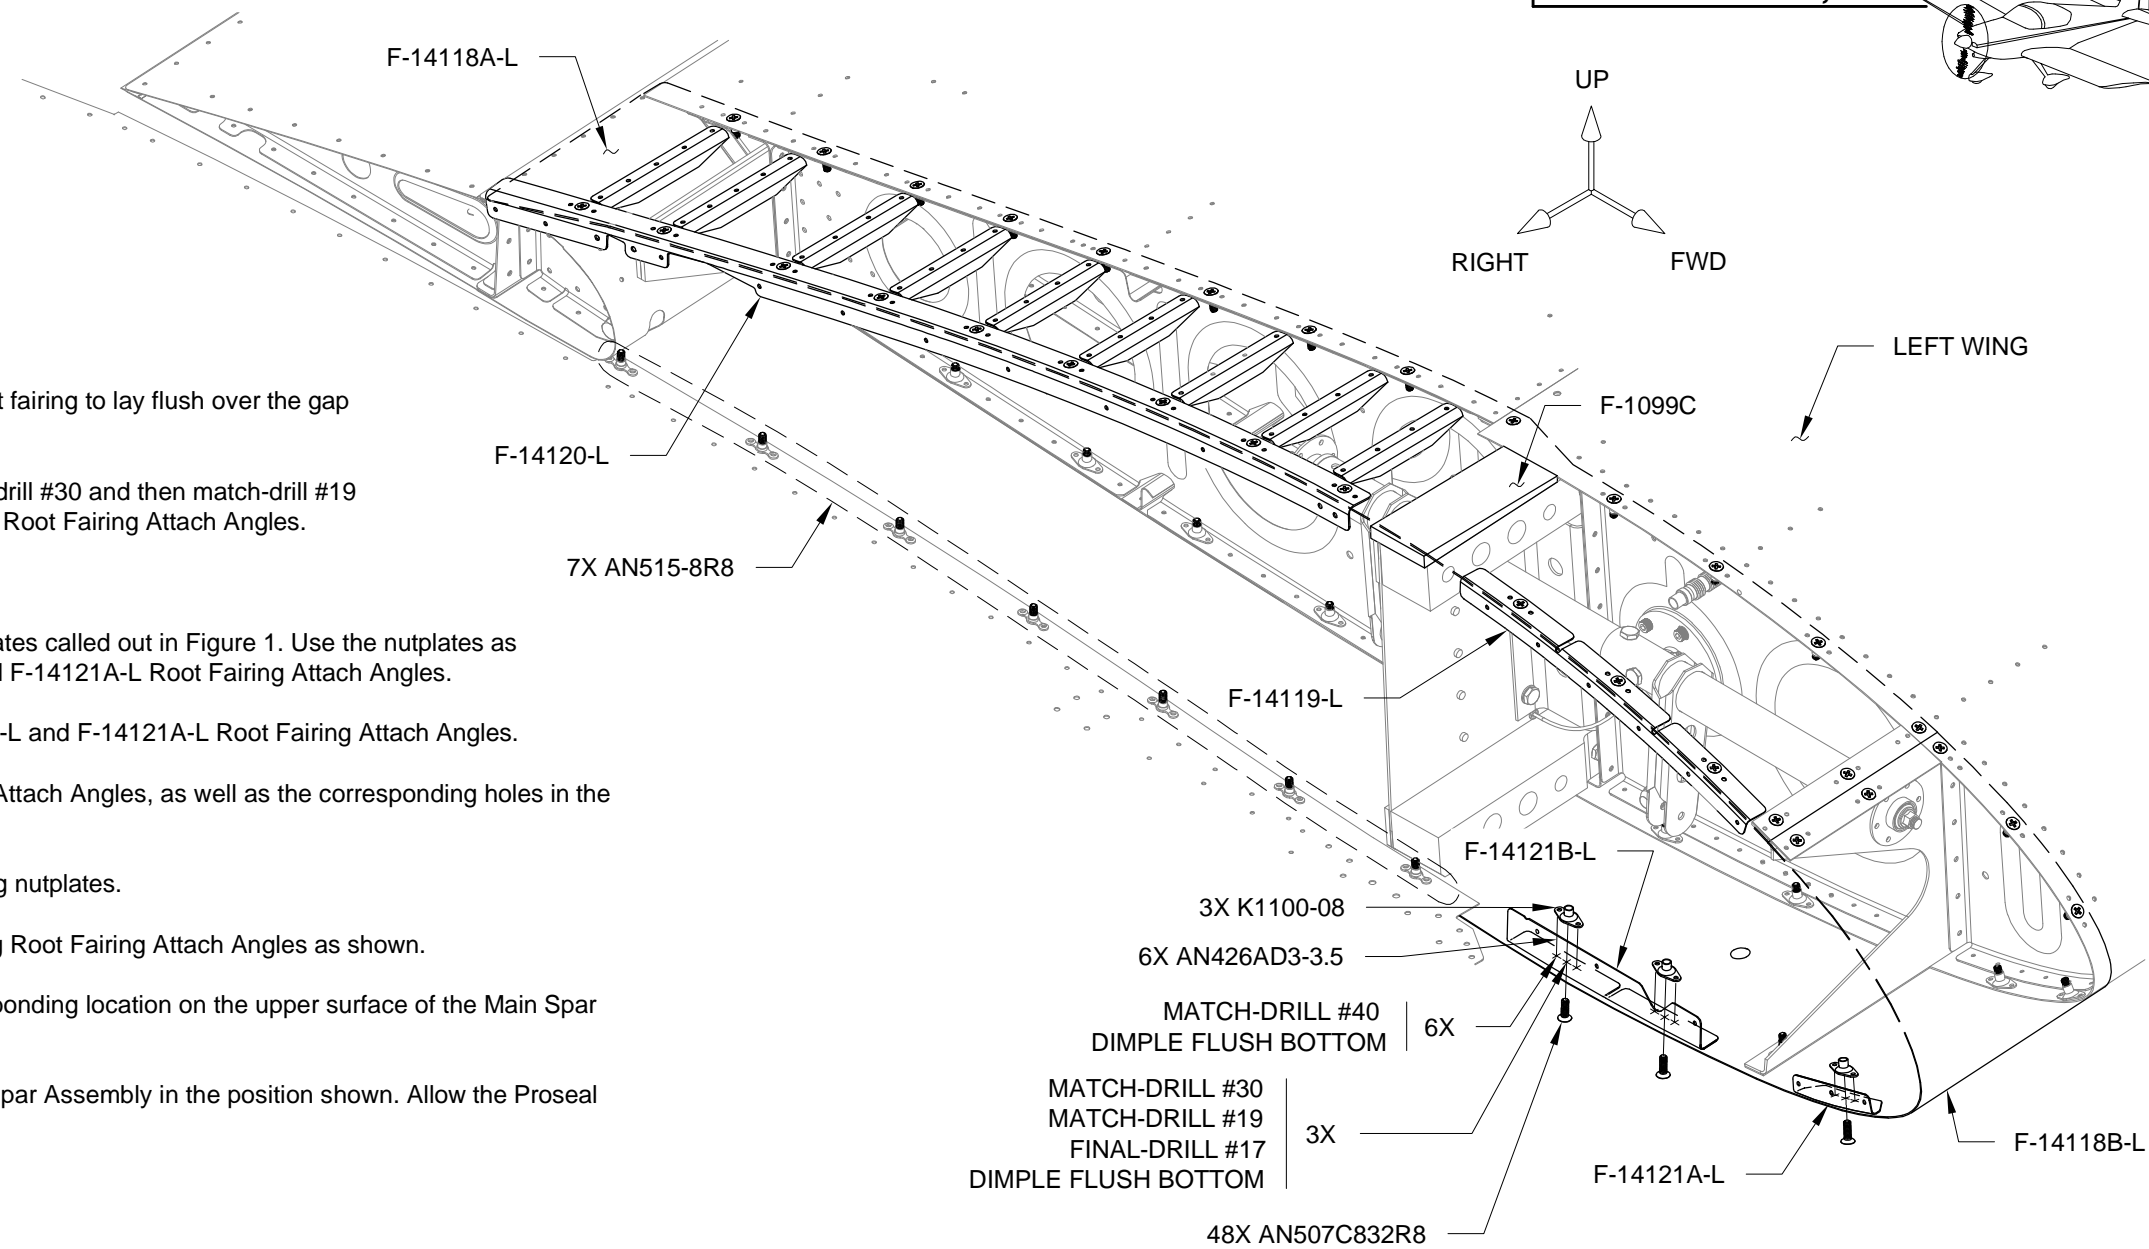 F-14118A-L
UP
RIGHT
FWD
LEFT WING
F-1099C
t fairing to lay flush over the gap
F-14120-L
drill #30 and then match-drill #19
Root Fairing Attach Angles.
7X AN515-8R8
ates called out in Figure 1. Use the nutplates as
F-14121A-L Root Fairing Attach Angles.
F-14119-L
-L and F-14121A-L Root Fairing Attach Angles.
Attach Angles, as well as the corresponding holes in the
F-14121B-L
g nutplates.
3X K1100-08
g Root Fairing Attach Angles as shown.
6X AN426AD3-3.5
ponding location on the upper surface of the Main Spar
MATCH-DRILL #40
DIMPLE FLUSH BOTTOM
6X
par Assembly in the position shown. Allow the Proseal
MATCH-DRILL #30
MATCH-DRILL #19
FINAL-DRILL #17
DIMPLE FLUSH BOTTOM
3X
F-14118B-L
F-14121A-L
48X AN507C832R8